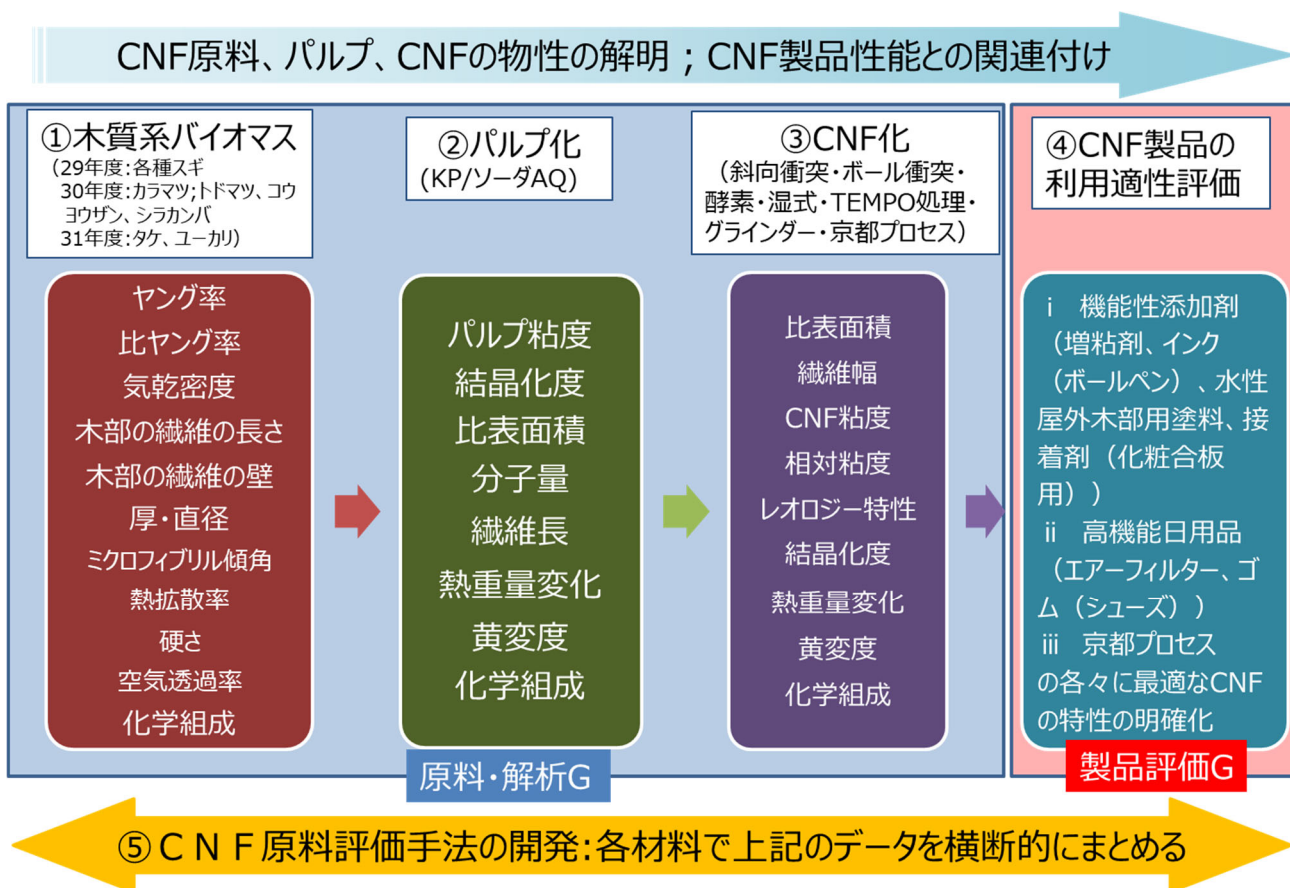 CNF原料、パルプ、CNFの物性の解明；CNF製品性能との関連付け
①木質系バイオマス
(29年度:各種スギ
30年度:カラマツ;トドマツ、コウ
ヨウザン、シラカンバ
31年度:タケ、ユーカリ)
ヤング率
比ヤング率
気乾密度
木部の繊維の長さ
木部の繊維の壁
厚・直径
ミクロフィブリル傾角
熱拡散率
硬さ
空気透過率
化学組成
②パルプ化
(KP/ソーダAQ)
パルプ粘度
結晶化度
比表面積
分子量
繊維長
熱重量変化
黄変度
化学組成
③CNF化
(斜向衝突・ボール衝突・
酵素・湿式・TEMPO処理・
グラインダー・京都プロセス)
比表面積
繊維幅
CNF粘度
相対粘度
レオロジー特性
結晶化度
熱重量変化
黄変度
化学組成
原料・解析G
④CNF製品の
利用適性評価
ⅰ 機能性添加剤
（増粘剤、インク
（ボールペン）、水性
屋外木部用塗料、接
着剤（化粧合板
用））
ⅱ 高機能日用品
（エアーフィルター、ゴ
ム（シューズ））
ⅲ 京都プロセス
の各々に最適なCNF
の特性の明確化
製品評価G
⑤ＣＮＦ原料評価手法の開発:各材料で上記のデータを横断的にまとめる